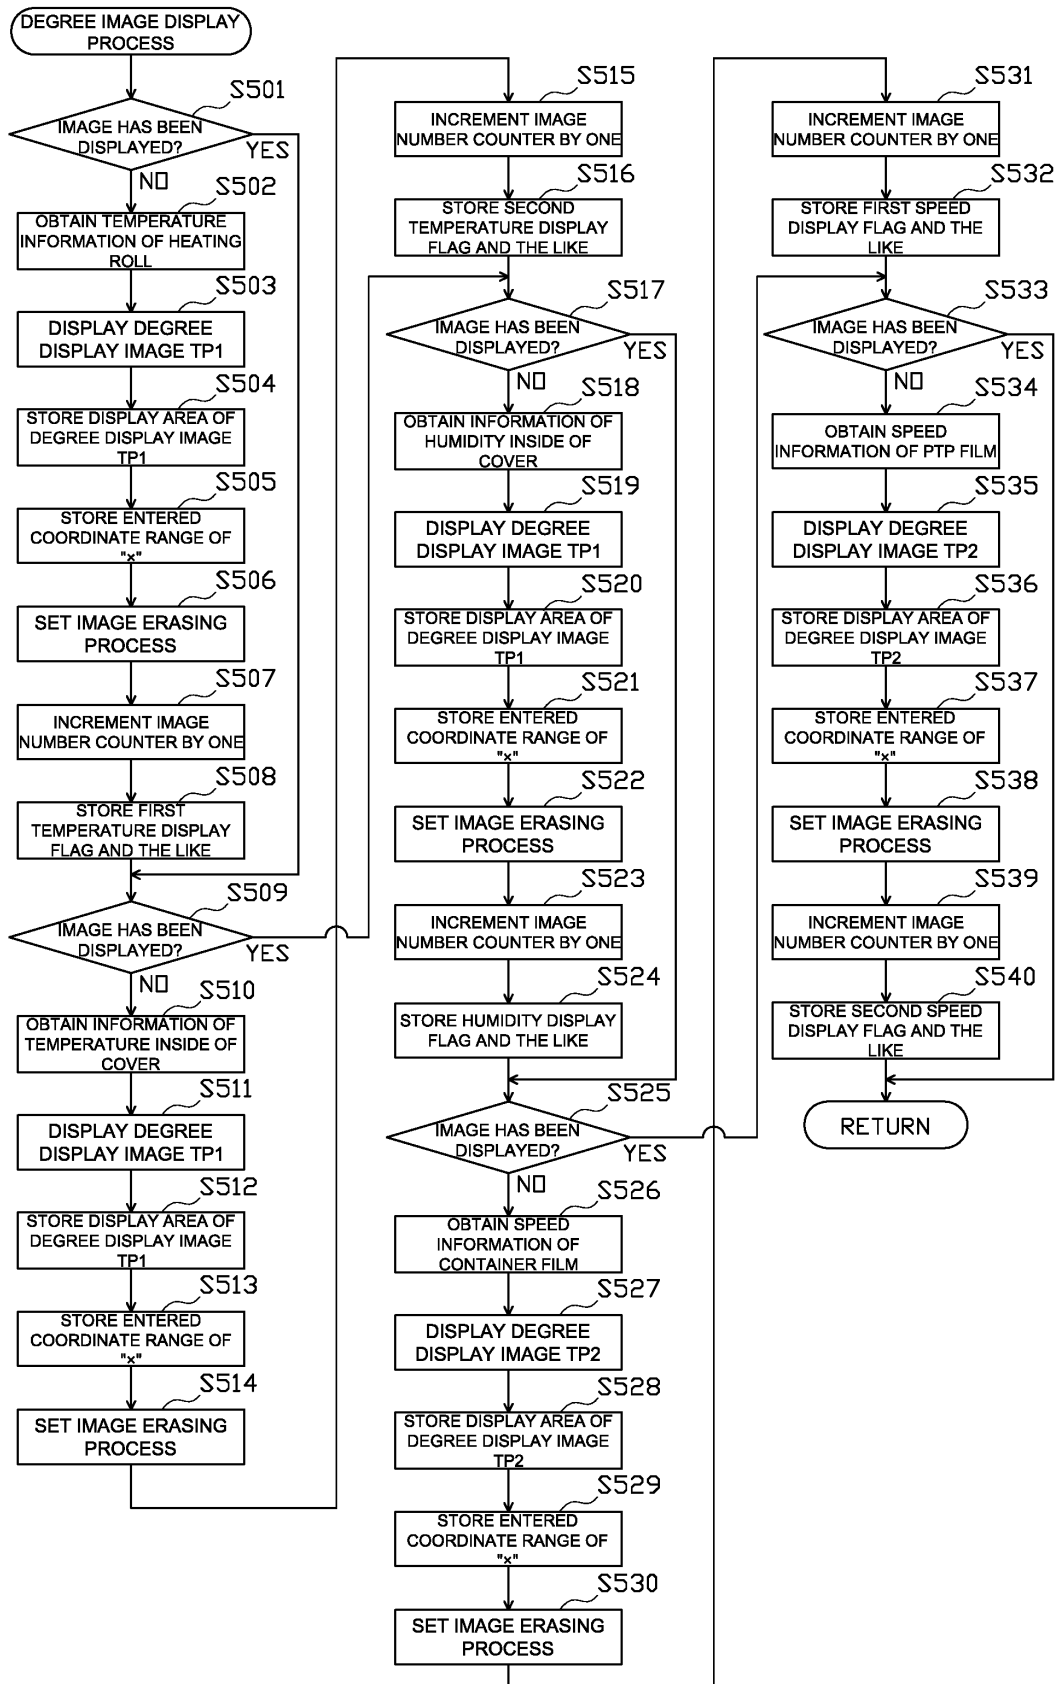 DEGREE IMAGE DISPLAY
PROCESS
S501
IMAGE HAS BEEN
DISPLAYED?
YES
NO
S502
OBTAIN TEMPERATURE
INFORMATION OF HEATING
ROLL
S503
DISPLAY DEGREE
DISPLAY IMAGE TP1
S504
STORE DISPLAY AREA OF
DEGREE DISPLAY IMAGE
TP1
S505
STORE ENTERED
COORDINATE RANGE OF
"×"
S506
SET IMAGE ERASING
PROCESS
S507
INCREMENT IMAGE
NUMBER COUNTER BY ONE
S508
STORE FIRST
TEMPERATURE DISPLAY
FLAG AND THE LIKE
S509
IMAGE HAS BEEN
DISPLAYED?
YES
NO
S510
OBTAIN INFORMATION OF
TEMPERATURE INSIDE OF
COVER
S511
DISPLAY DEGREE
DISPLAY IMAGE TP1
S512
STORE DISPLAY AREA OF
DEGREE DISPLAY IMAGE
TP1
S513
STORE ENTERED
COORDINATE RANGE OF
"×"
S514
SET IMAGE ERASING
PROCESS
S515
INCREMENT IMAGE
NUMBER COUNTER BY ONE
S516
STORE SECOND
TEMPERATURE DISPLAY
FLAG AND THE LIKE
S517
IMAGE HAS BEEN
DISPLAYED?
YES
NO
S518
OBTAIN INFORMATION OF
HUMIDITY INSIDE OF
COVER
S519
DISPLAY DEGREE
DISPLAY IMAGE TP1
S520
STORE DISPLAY AREA OF
DEGREE DISPLAY IMAGE
TP1
S521
STORE ENTERED
COORDINATE RANGE OF
"×"
S522
SET IMAGE ERASING
PROCESS
S523
INCREMENT IMAGE
NUMBER COUNTER BY ONE
S524
STORE HUMIDITY DISPLAY
FLAG AND THE LIKE
S525
IMAGE HAS BEEN
DISPLAYED?
YES
NO
S526
OBTAIN SPEED
INFORMATION OF
CONTAINER FILM
S527
DISPLAY DEGREE
DISPLAY IMAGE TP2
S528
STORE DISPLAY AREA OF
DEGREE DISPLAY IMAGE
TP2
S529
STORE ENTERED
COORDINATE RANGE OF
"×"
S530
SET IMAGE ERASING
PROCESS
S531
INCREMENT IMAGE
NUMBER COUNTER BY ONE
S532
STORE FIRST SPEED
DISPLAY FLAG AND THE
LIKE
S533
IMAGE HAS BEEN
DISPLAYED?
YES
NO
S534
OBTAIN SPEED
INFORMATION OF PTP FILM
S535
DISPLAY DEGREE
DISPLAY IMAGE TP2
S536
STORE DISPLAY AREA OF
DEGREE DISPLAY IMAGE
TP2
S537
STORE ENTERED
COORDINATE RANGE OF
"×"
S538
SET IMAGE ERASING
PROCESS
S539
INCREMENT IMAGE
NUMBER COUNTER BY ONE
S540
STORE SECOND SPEED
DISPLAY FLAG AND THE
LIKE
RETURN